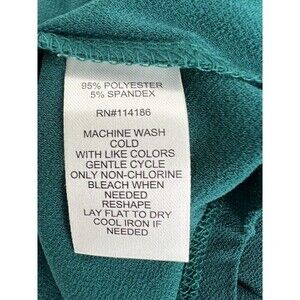 95% POLYESTER
5% SPANDEX
RN#114186
MACHINE WASH
COLD
WITH LIKE COLORS
GENTLE CYCLE
ONLY NON-CHLORINE
BLEACH WHEN
NEEDED
RESHAPE
LAY FLAT TO DRY
COOL IRON IF
NEEDED